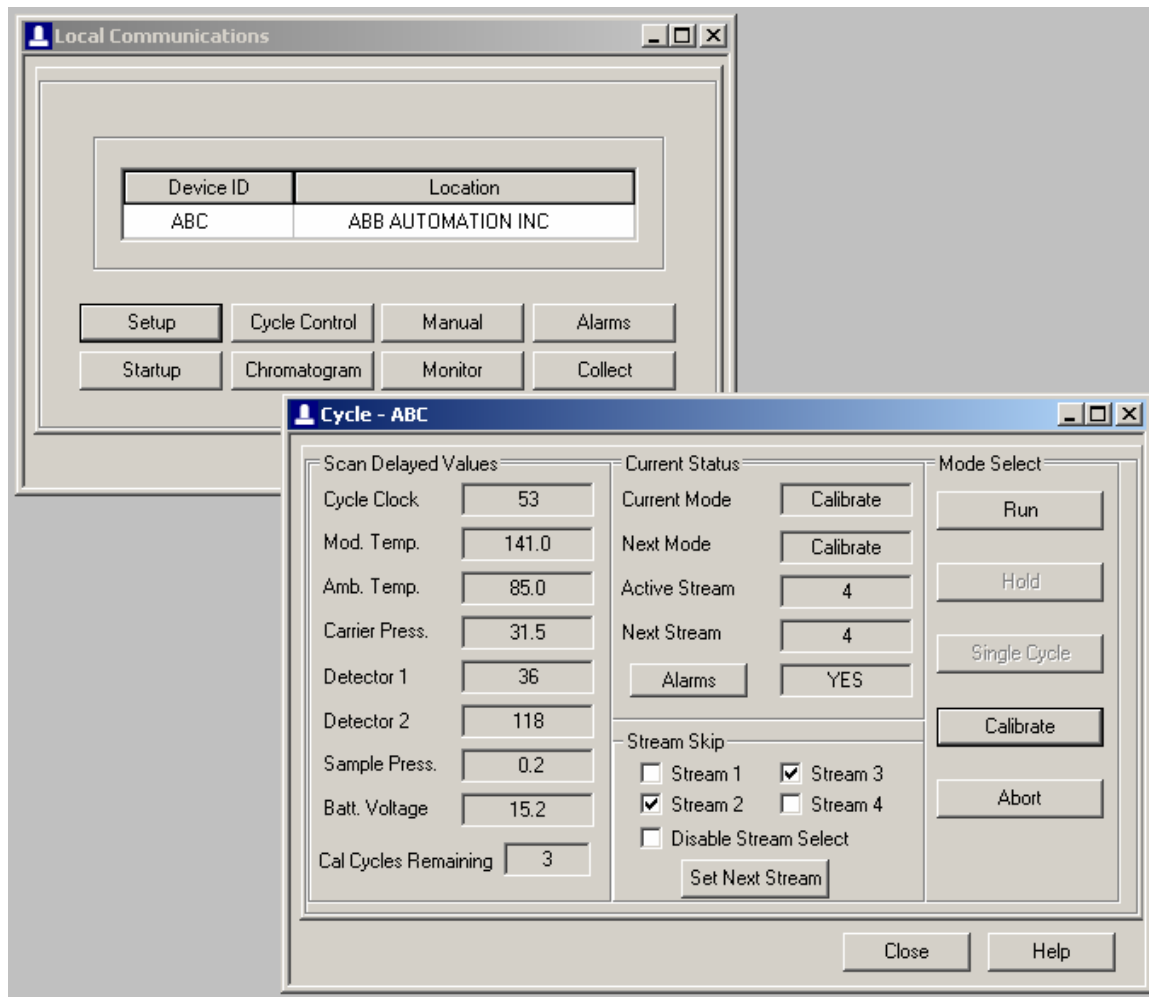 Local Communications
Device ID Location
ABC ABB AUTOMATION INC
Setup Cycle Control Manual Alarms
Startup Chromatogram Monitor Collect
Cycle - ABC
Scan Delayed Values
Cycle Clock 53
Mod. Temp. 141.0
Amb. Temp. 85.0
Carrier Press. 31.5
Detector 1 36
Detector 2 118
Sample Press. 0.2
Batt. Voltage 15.2
Cal Cycles Remaining 3
Current Status
Current Mode Calibrate
Next Mode Calibrate
Active Stream 4
Next Stream 4
Alarms YES
Stream Skip
Stream 1 Stream 3
Stream 2 Stream 4
Disable Stream Select
Set Next Stream
Mode Select
Run
Hold
Single Cycle
Calibrate
Abort
Close Help